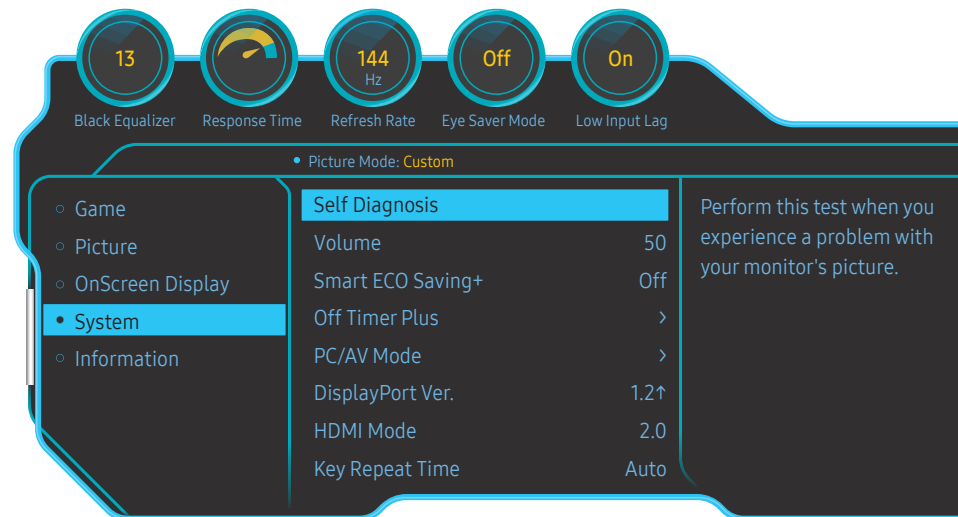 13
144
Hz
Off
On
Black Equalizer
Response Time
Refresh Rate
Eye Saver Mode
Low Input Lag
Picture Mode: Custom
Game
Picture
OnScreen Display
System
Information
Self Diagnosis
Volume 50
Smart ECO Saving+ Off
Off Timer Plus >
PC/AV Mode >
DisplayPort Ver. 1.2↑
HDMI Mode 2.0
Key Repeat Time Auto
Perform this test when you
experience a problem with
your monitor's picture.